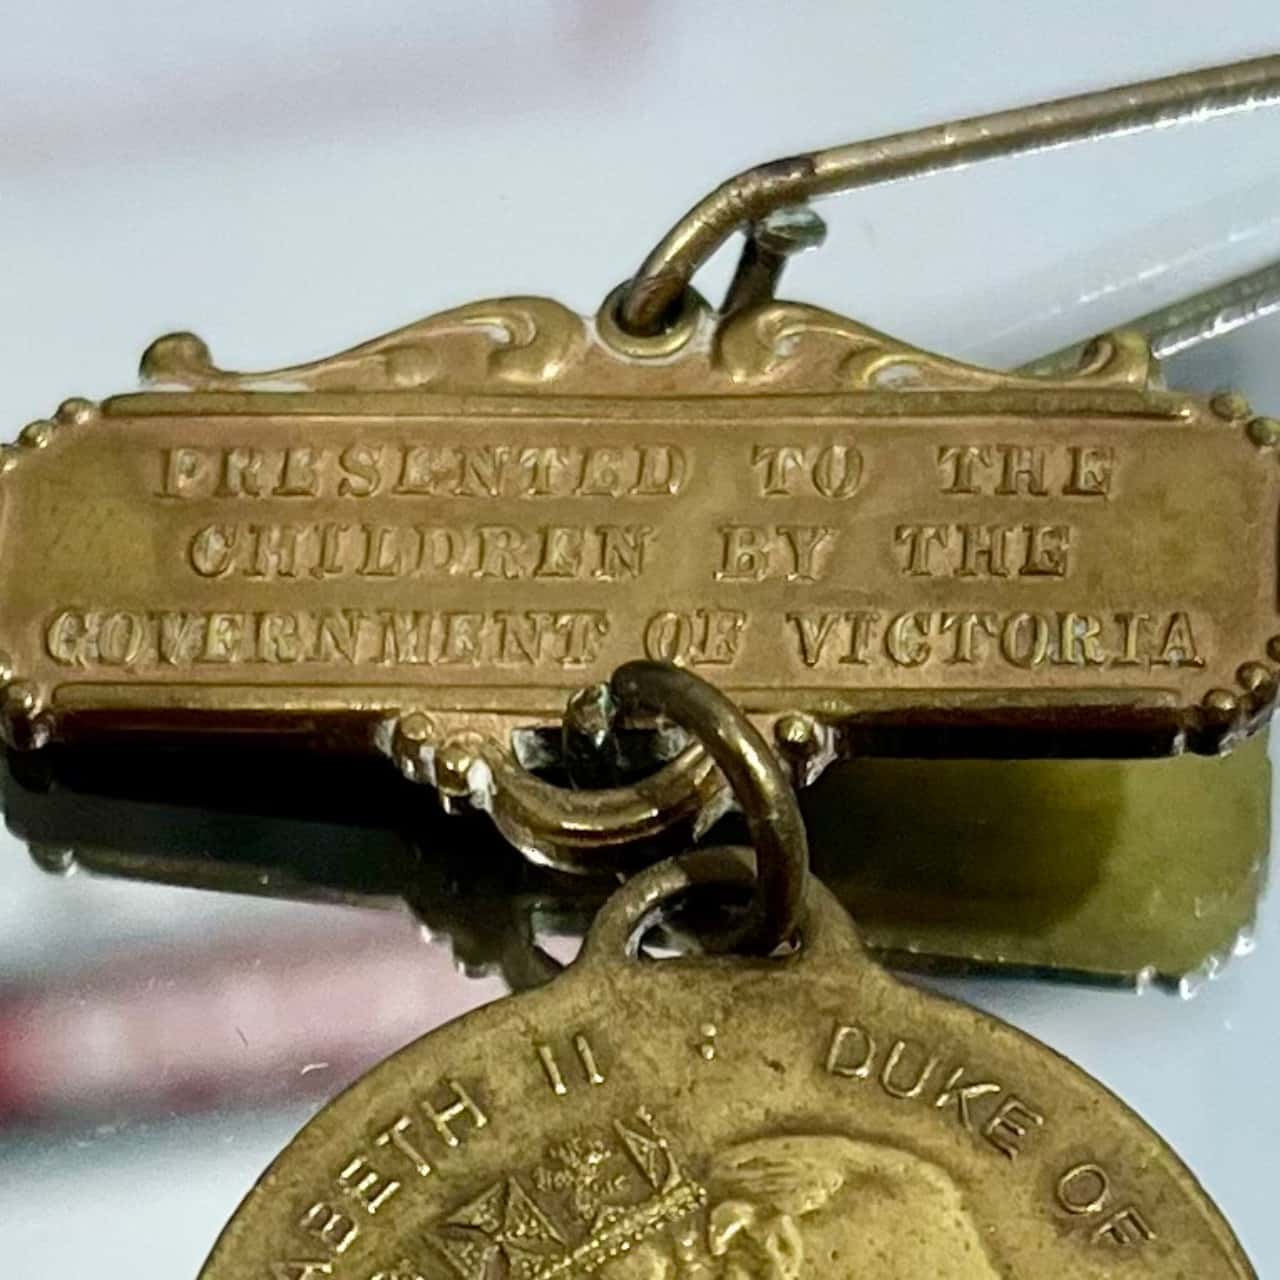 PRESENTED TO THE
CHILDREN BY THE
GOVERNMENT OF VICTORIA
ABETH II : DUKE OF